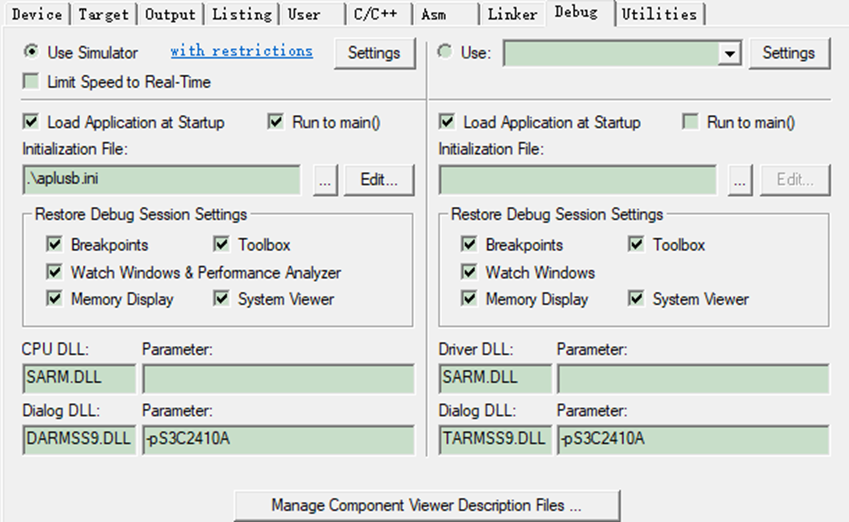 Device Target Output Listing User C/C++ Asm Linker Debug Utilities
Use Simulator with restrictions Settings
Limit Speed to Real-Time
Load Application at Startup Run to main()
Initialization File:
.\aplusb.ini ... Edit...
Restore Debug Session Settings
Breakpoints Toolbox
Watch Windows & Performance Analyzer
Memory Display System Viewer
CPU DLL: Parameter:
SARM.DLL
Dialog DLL: Parameter:
DARMSS9.DLL -pS3C2410A
Use: Settings
Load Application at Startup Run to main()
Initialization File:
... Edit...
Restore Debug Session Settings
Breakpoints Toolbox
Watch Windows
Memory Display System Viewer
Driver DLL: Parameter:
SARM.DLL
Dialog DLL: Parameter:
TARMSS9.DLL -pS3C2410A
Manage Component Viewer Description Files ...